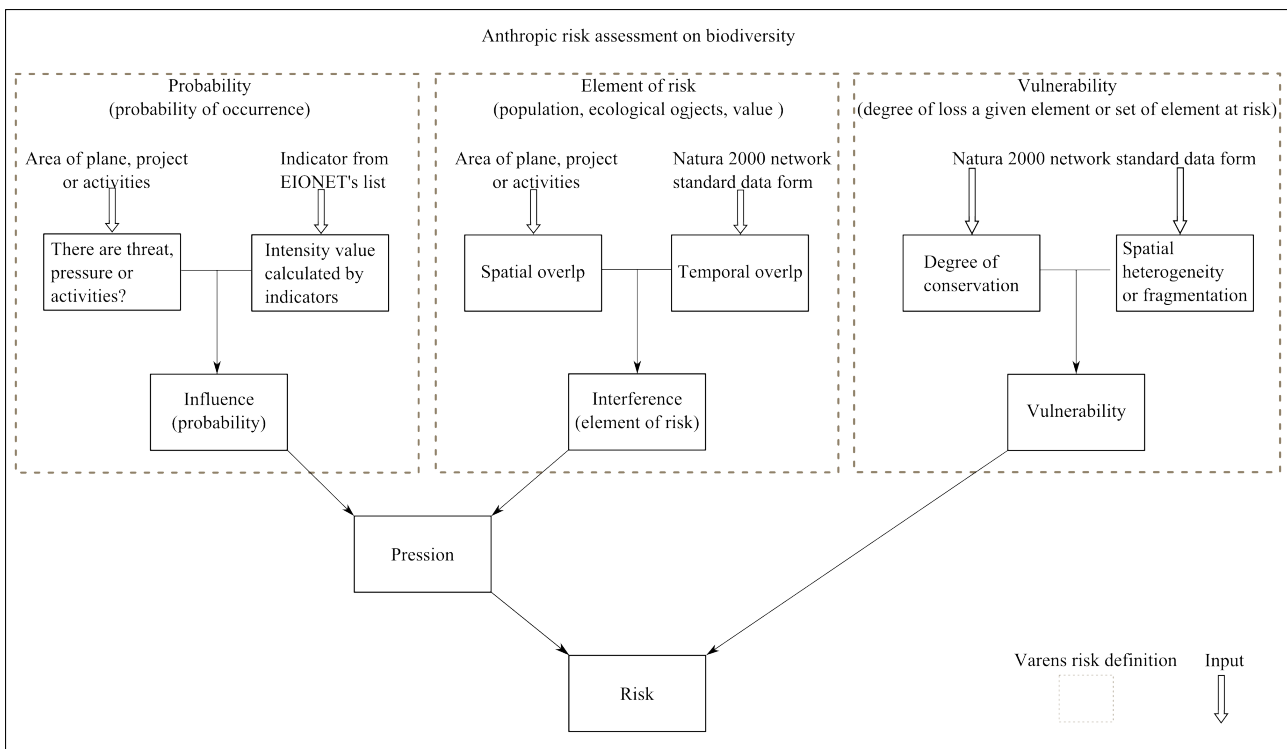 Anthropic risk assessment on biodiversity
Probability
(probability of occurrence)
Area of plane, project
or activities
Indicator from
EIONET's list
There are threat,
pressure or
activities?
Intensity value
calculated by
indicators
Influence
(probability)
Element of risk
(population, ecological ogjects, value )
Area of plane, project
or activities
Natura 2000 network
standard data form
Spatial overlp
Temporal overlp
Interference
(element of risk)
Vulnerability
(degree of loss a given element or set of element at risk)
Natura 2000 network standard data form
Degree of
conservation
Spatial
heterogeneity
or fragmentation
Vulnerability
Pression
Risk
Varens risk definition
Input